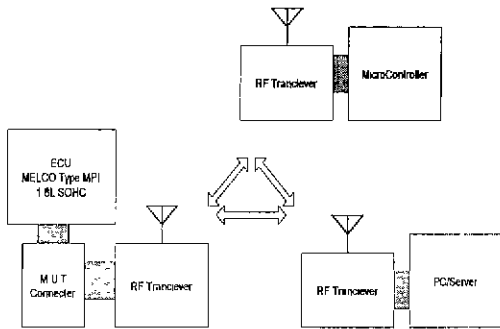 RF Tranciever
MicroController
ECU
MELCO Type MPI
1.6L SOHC
M U T
Connecter
RF Tranciever
RF Tranciever
PC/Server